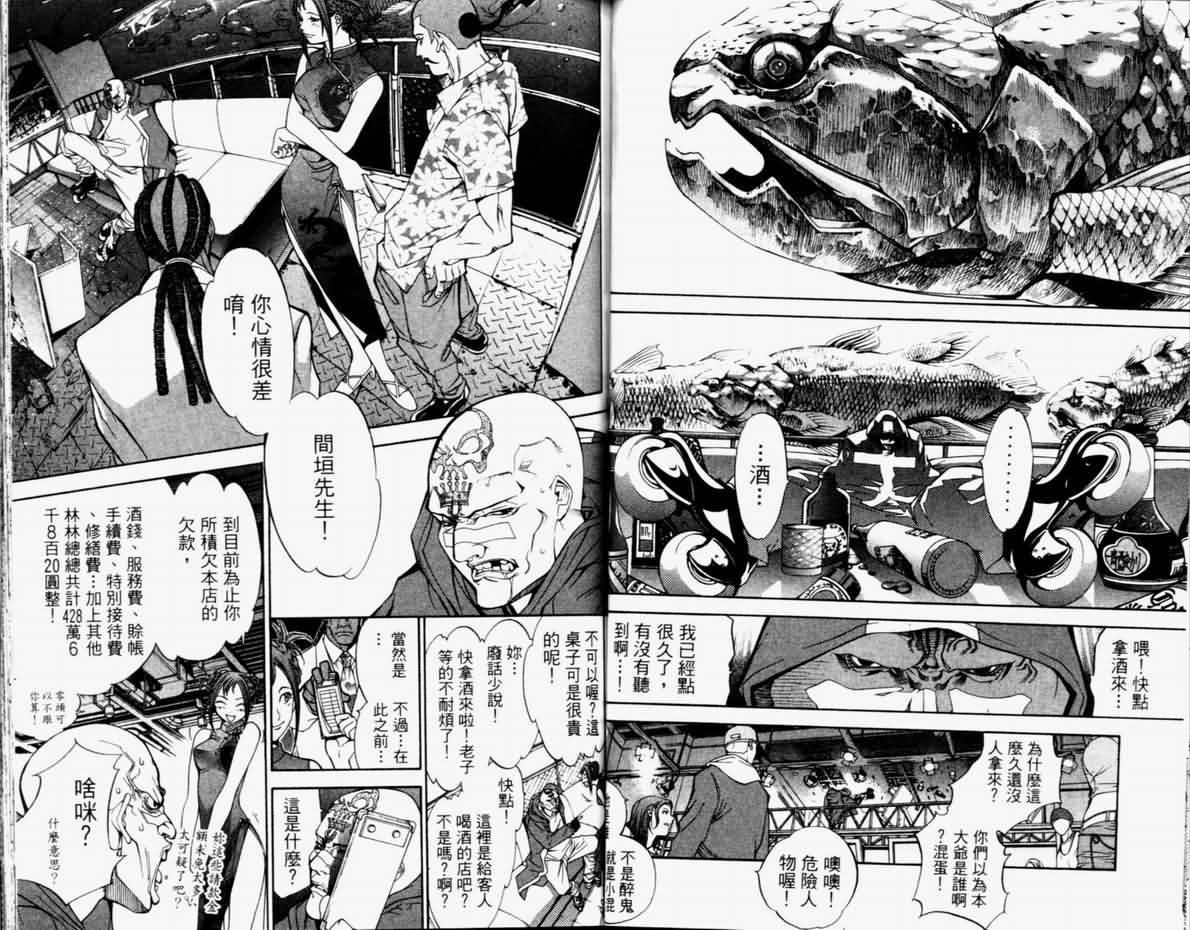 …酒…
………
喂！快點
拿酒來…
我已經點
很久了，
有沒有聽
到啊…！
為什麼這
麼久還沒
人拿來？
你們以為本
大爺是誰啊
？混蛋！
噢噢！
危險人
物喔！
不是醉鬼
就是小混
你心情很差
唷！
間垣先生！
不可以喔？這
桌子可是很貴
的呢！
妳…
廢話少說！
快拿酒來啦！老子
等的不耐煩了！
快點！
這裡是給客人
喝酒的店吧？
不是嗎？啊？
當然是
…
不過…在
此之前…
這是什麼？
到目前為止你
所積欠本店的
欠款，
酒錢、服務費、賒帳
手續費、特別接待費
、修繕費…加上其他
林林總總共計428萬6
千8百20圓整！
零頭可
以不跟
你算！
啥咪？
什麼意思？